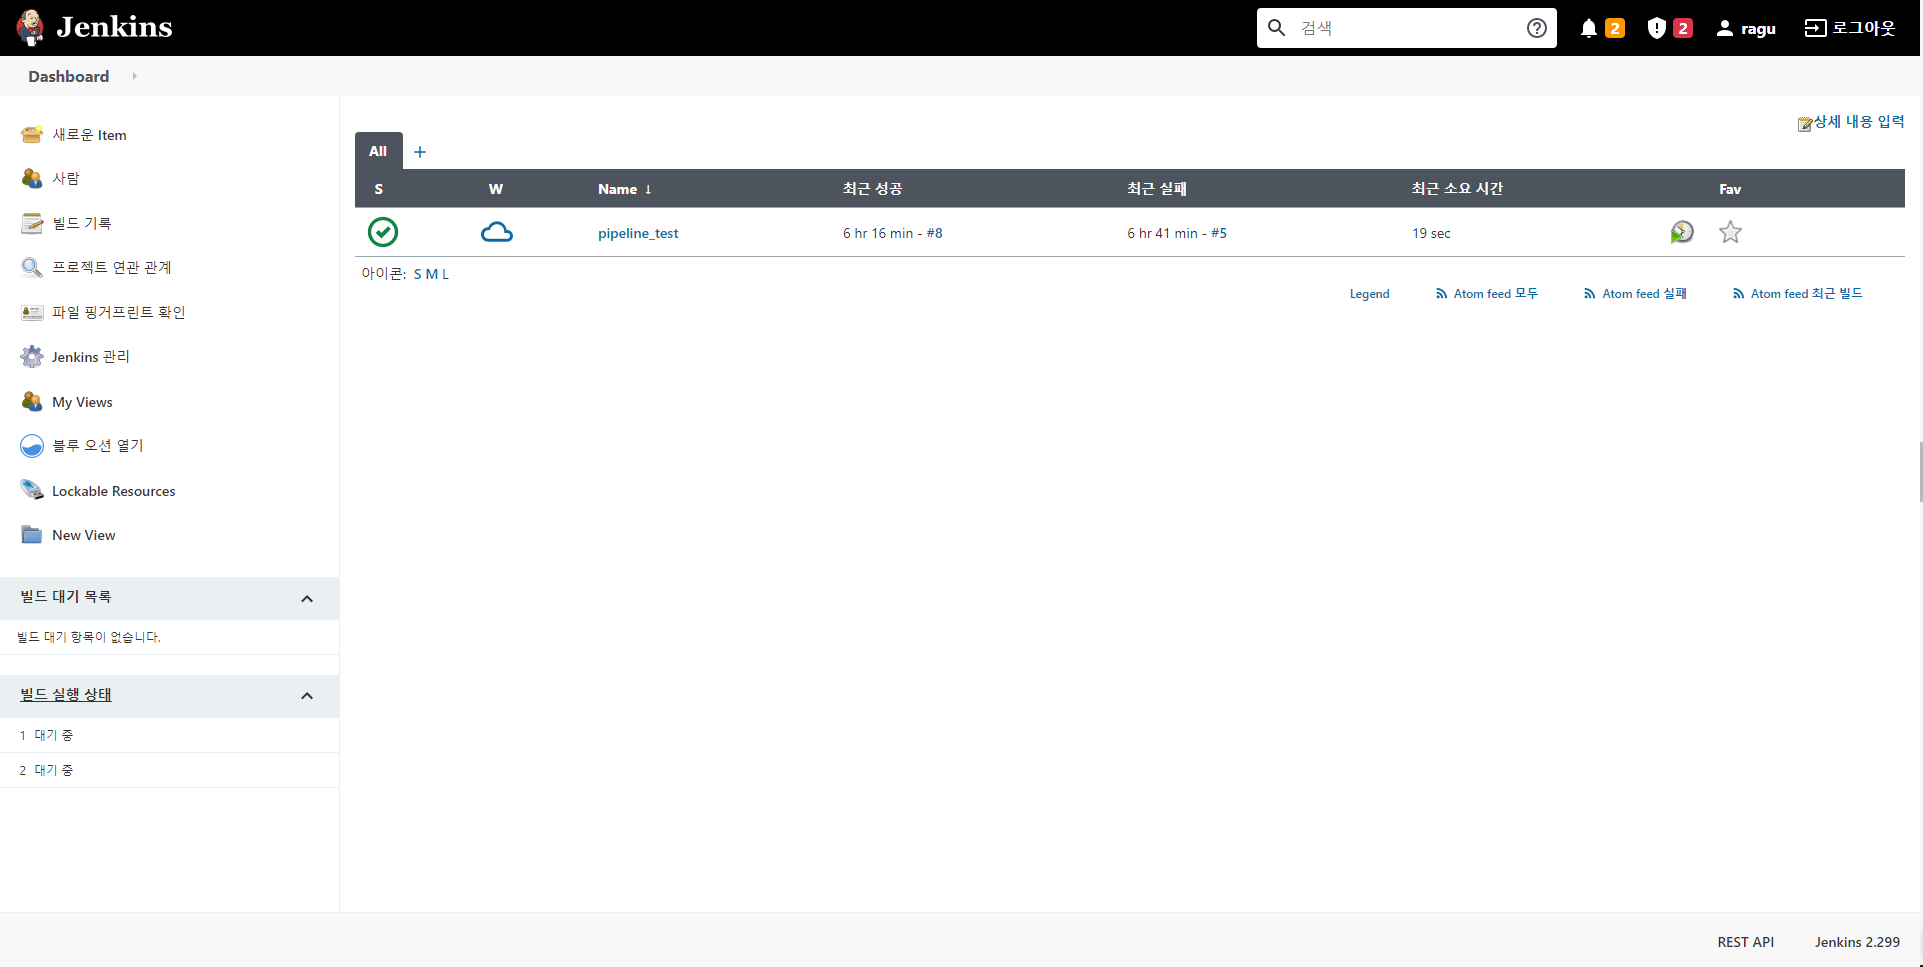 Jenkins
검색
2
2
ragu
로그아웃
Dashboard
새로운 Item
사람
빌드 기록
프로젝트 연관 관계
파일 핑거프린트 확인
Jenkins 관리
My Views
블루 오션 열기
Lockable Resources
New View
빌드 대기 목록
빌드 대기 항목이 없습니다.
빌드 실행 상태
1 대기 중
2 대기 중
상세 내용 입력
All +
S W Name ↓ 최근 성공 최근 실패 최근 소요 시간 Fav
pipeline_test 6 hr 16 min - #8 6 hr 41 min - #5 19 sec
아이콘: S M L
Legend Atom feed 모두 Atom feed 실패 Atom feed 최근 빌드
REST API Jenkins 2.299